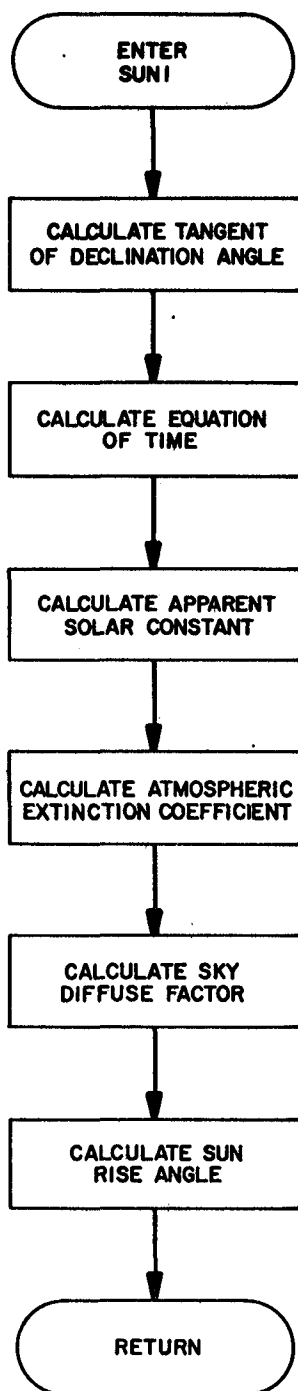 ENTER
SUN1
CALCULATE TANGENT
OF DECLINATION ANGLE
CALCULATE EQUATION
OF TIME
CALCULATE APPARENT
SOLAR CONSTANT
CALCULATE ATMOSPHERIC
EXTINCTION COEFFICIENT
CALCULATE SKY
DIFFUSE FACTOR
CALCULATE SUN
RISE ANGLE
RETURN